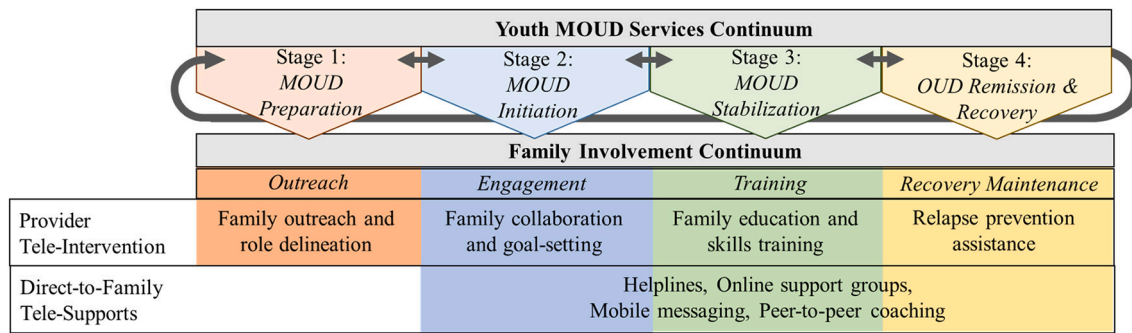 Youth MOUD Services Continuum
Stage 1:
MOUD
Preparation
Stage 2:
MOUD
Initiation
Stage 3:
MOUD
Stabilization
Stage 4:
OUD Remission &
Recovery
Family Involvement Continuum
Outreach
Engagement
Training
Recovery Maintenance
Provider
Tele-Intervention
Family outreach and
role delineation
Family collaboration
and goal-setting
Family education and
skills training
Relapse prevention
assistance
Direct-to-Family
Tele-Supports
Helplines, Online support groups,
Mobile messaging, Peer-to-peer coaching